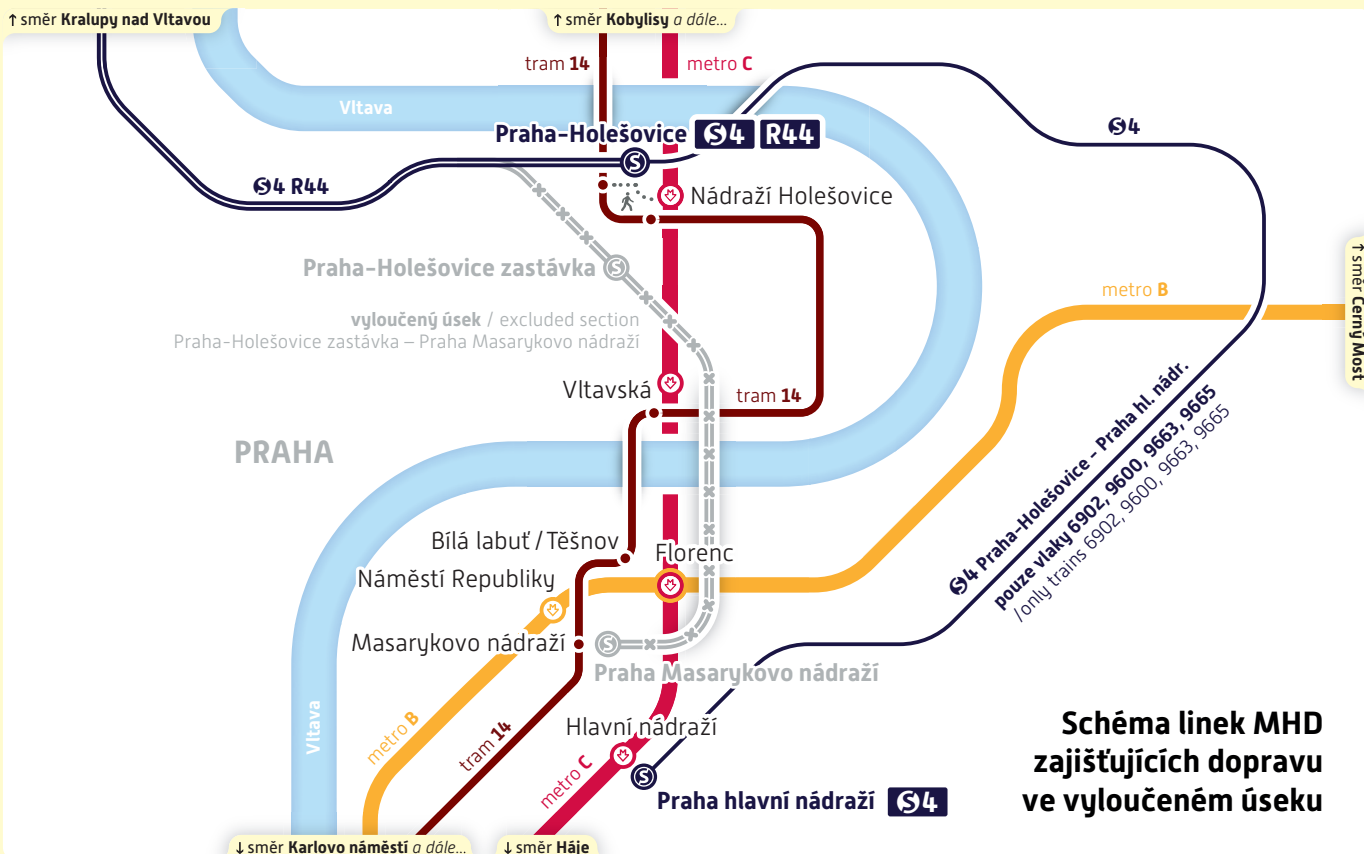 ↑ směr Kralupy nad Vltavou
↑ směr Kobylisy a dále...
tram 14
metro C
Vltava
Praha-Holešovice S4 R44
S4
S4 R44
Nádraží Holešovice
Praha-Holešovice zastávka
↑ směr Černý Most
metro B
vyloučený úsek / excluded section
Praha-Holešovice zastávka – Praha Masarykovo nádraží
Vltavská
tram 14
PRAHA
S4 Praha-Holešovice – Praha hl. nádr.
pouze vlaky 6902, 9600, 9663, 9665
/only trains 6902, 9600, 9663, 9665
Bílá labuť / Těšnov
Florenc
Náměstí Republiky
Masarykovo nádraží
S
Praha Masarykovo nádraží
Vltava
metro B
tram 14
Hlavní nádraží
metro C
Praha hlavní nádraží S4
Schéma linek MHD
zajišťujících dopravu
ve vyloučeném úseku
↓ směr Karlovo náměstí a dále...
↓ směr Háje